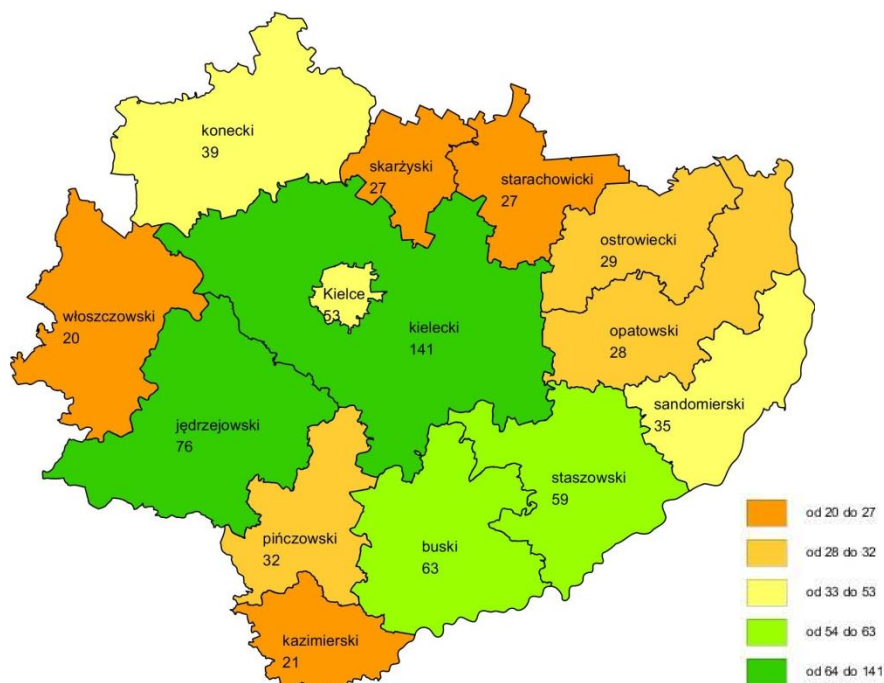 konecki
39
skarżyski
27
starachowicki
27
ostrowiecki
29
Kielce
53
włoszczowski
20
kielecki
141
opatowski
28
sandomierski
35
jędrzejowski
76
staszowski
59
pińczowski
32
buski
63
kazimierski
21
od 20 do 27
od 28 do 32
od 33 do 53
od 54 do 63
od 64 do 141